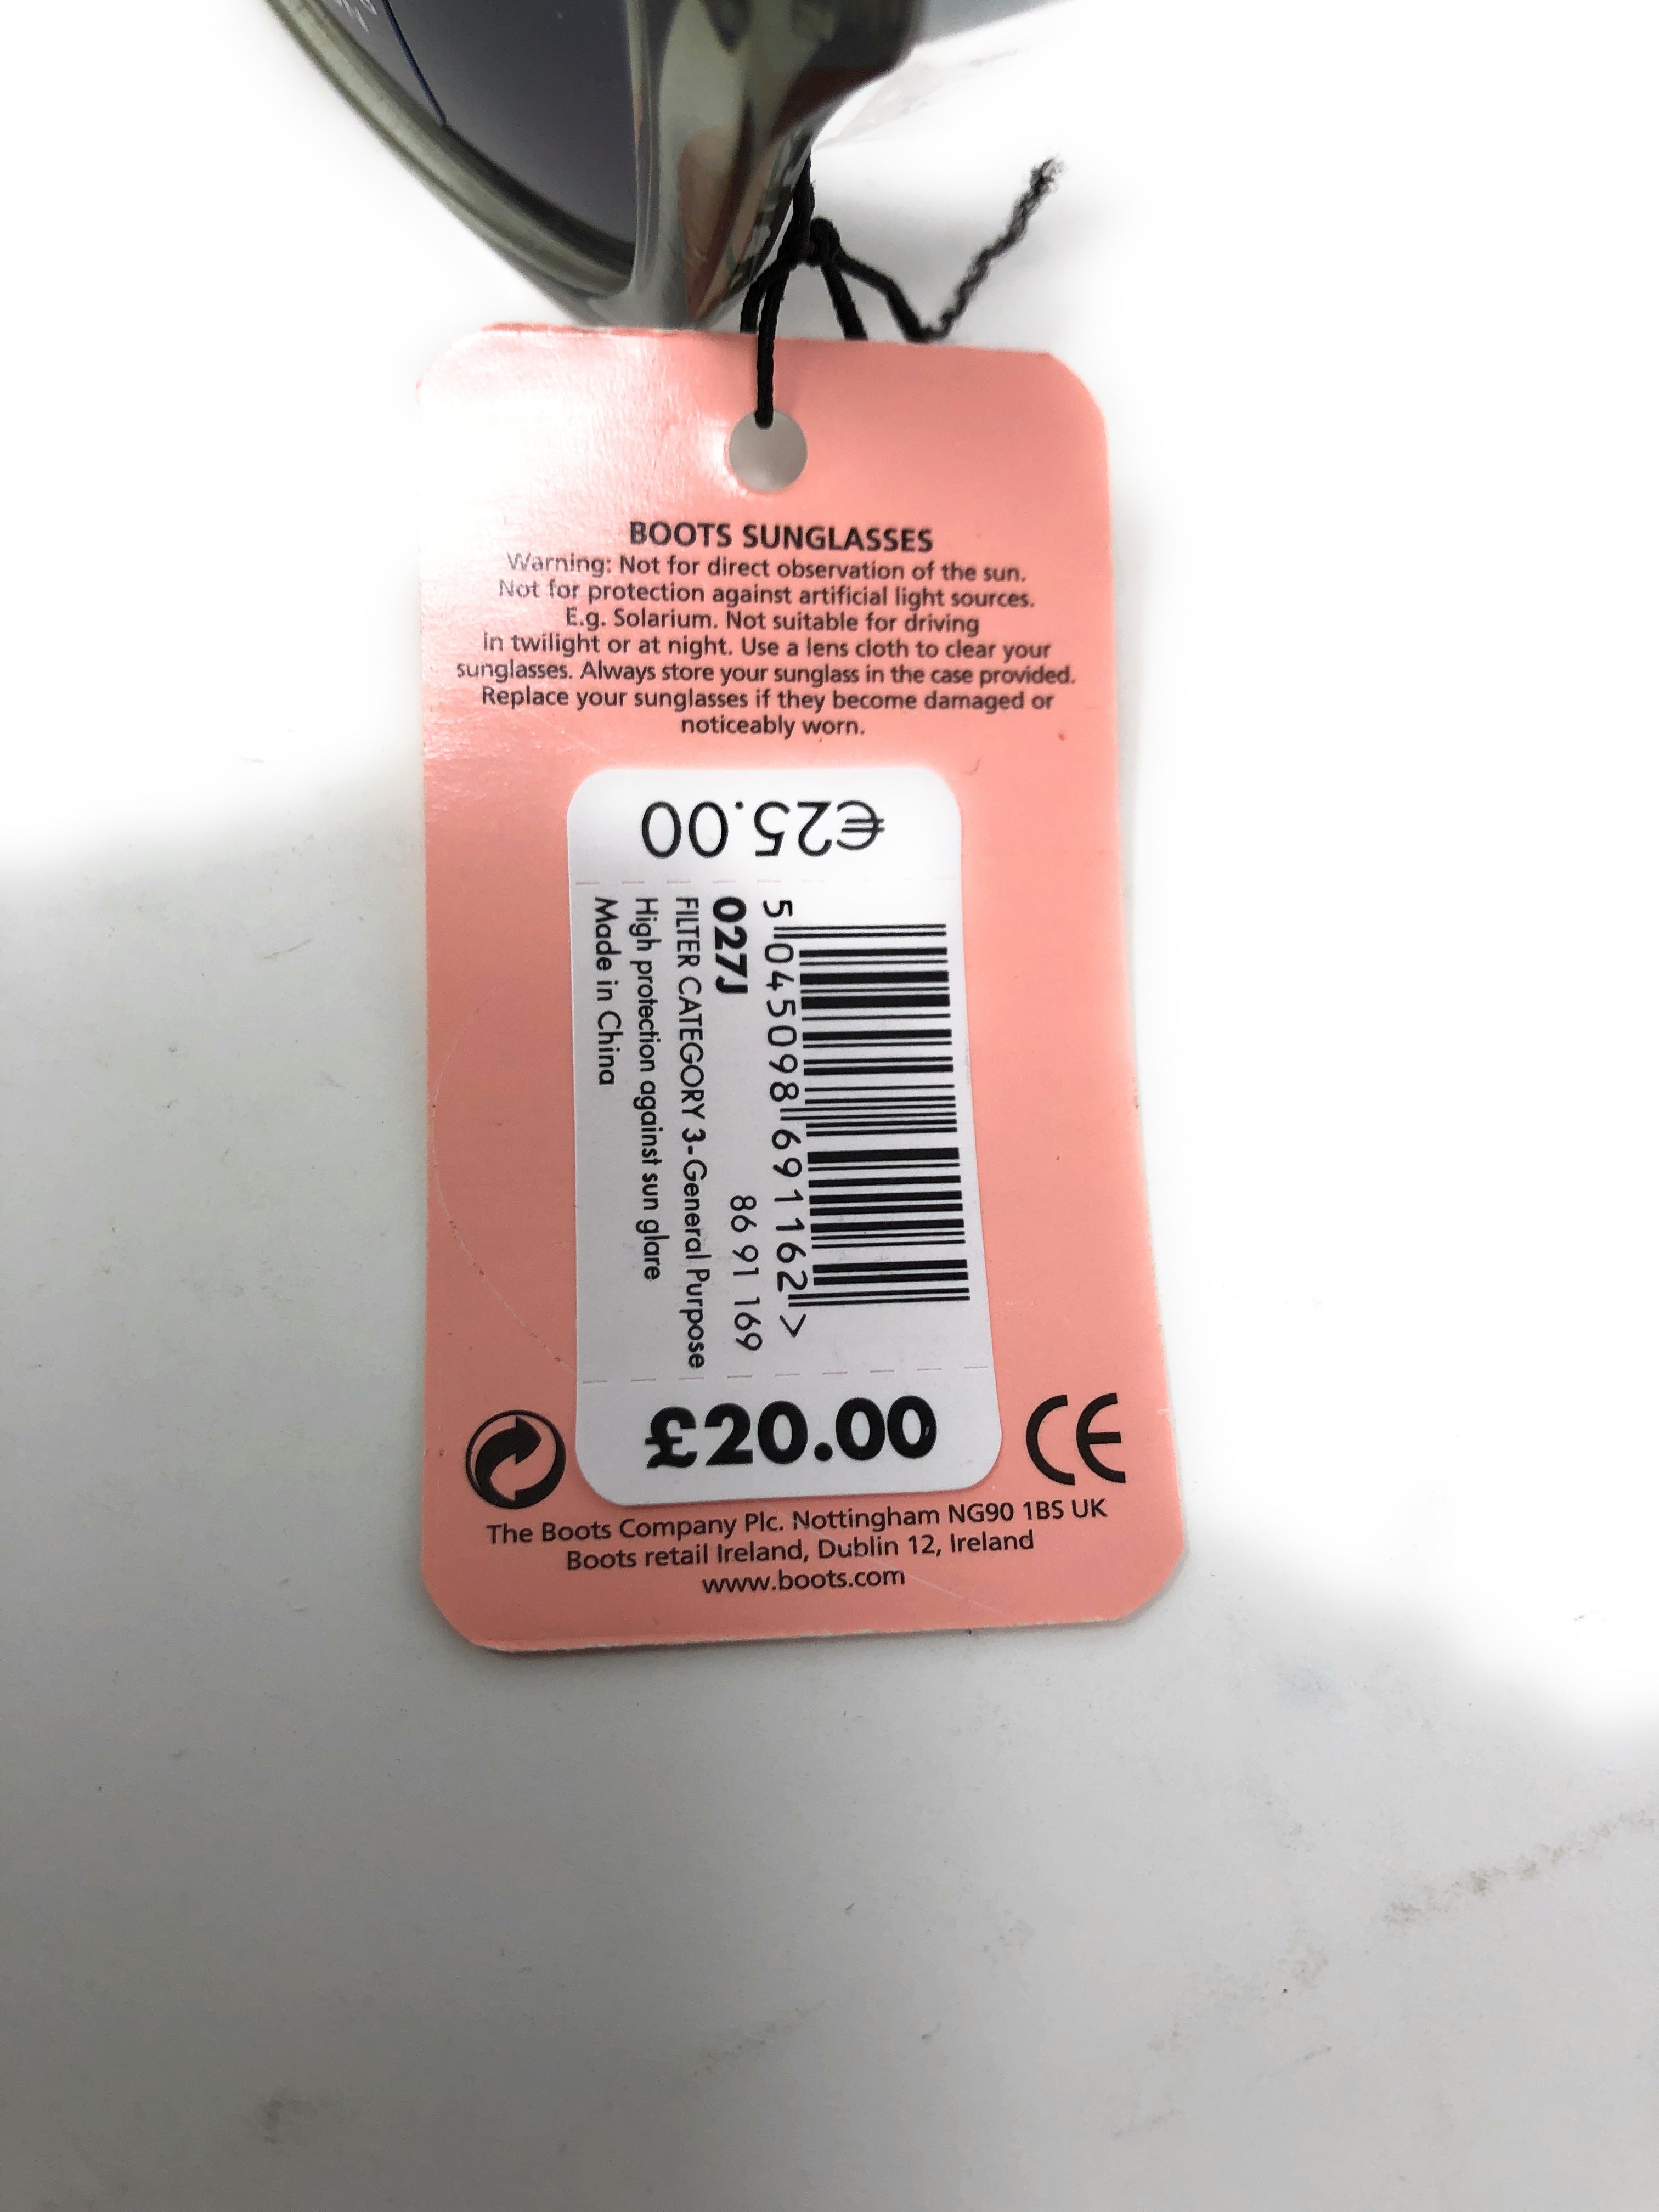 BOOTS SUNGLASSES
Warning: Not for direct observation of the sun.
Not for protection against artificial light sources.
E.g. Solarium. Not suitable for driving
in twilight or at night. Use a lens cloth to clear your
sunglasses. Always store your sunglass in the case provided.
Replace your sunglasses if they become damaged or
noticeably worn.
€25.00
5 045098 691162 >
027J 86 91 169
FILTER CATEGORY 3-General Purpose
High protection against sun glare
Made in China
£20.00
CE
The Boots Company Plc. Nottingham NG90 1BS UK
Boots retail Ireland, Dublin 12, Ireland
www.boots.com